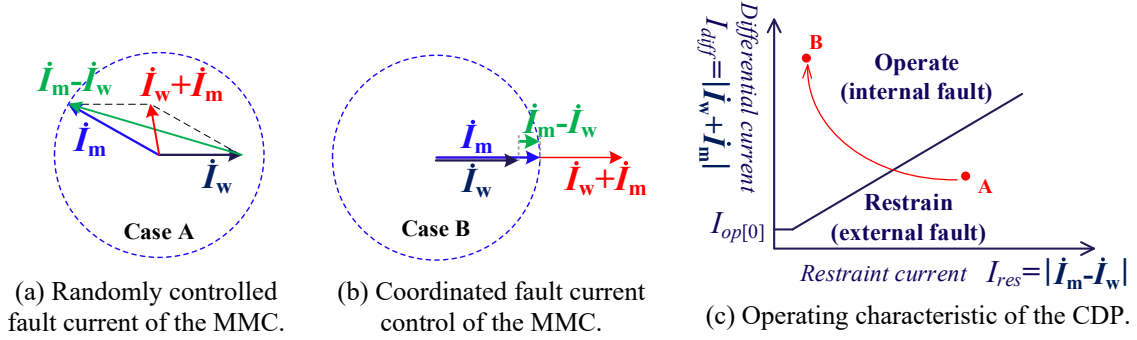 İm-İw
İw+İm
İm
İw
Case A
(a) Randomly controlled
fault current of the MMC.
İm-İw
İm
İw
İw+İm
Case B
(b) Coordinated fault current
control of the MMC.
Differential current
Idiff=|İw+İm|
B
Operate
(internal fault)
A
Restrain
(external fault)
Iop[0]
Restraint current Ires=|İm-İw|
(c) Operating characteristic of the CDP.